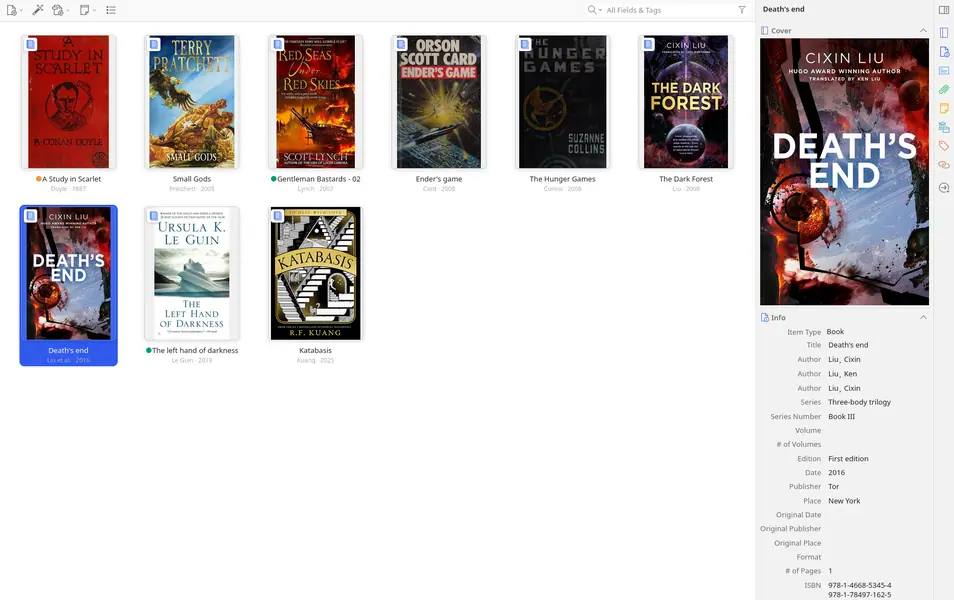 All Fields & Tags
A
STUDY IN
SCARLET
A·CONAN DOYLE
TERRY
PRATCHETT
SMALL GODS
RED SEAS
Under
RED SKIES
SCOTT LYNCH
ORSON
SCOTT CARD
ENDER'S GAME
THE HUNGER
GAMES
SUZANNE
COLLINS
CIXIN LIU
THE DARK
FOREST
A Study in Scarlet
Doyle · 1887
Small Gods
Pratchett · 2005
Gentleman Bastards - 02
Lynch · 2007
Ender's game
Card · 2008
The Hunger Games
Collins · 2008
The Dark Forest
Liu · 2008
CIXIN LIU
DEATH'S
END
URSULA K.
LE GUIN
THE
LEFT HAND
OF DARKNESS
KATABASIS
R.F. KUANG
Death's end
Liu et al. · 2016
The left hand of darkness
Le Guin · 2019
Katabasis
Kuang · 2025
Death's end
Cover
CIXIN LIU
HUGO AWARD WINNING AUTHOR
TRANSLATED BY KEN LIU
DEATH'S
END
Info
Item Type Book
Title Death's end
Author Liu, Cixin
Author Liu, Ken
Author Liu, Cixin
Series Three-body trilogy
Series Number Book III
Volume
# of Volumes
Edition First edition
Date 2016
Publisher Tor
Place New York
Original Date
Original Publisher
Original Place
Format
# of Pages 1
ISBN 978-1-4668-5345-4
978-1-78497-162-5